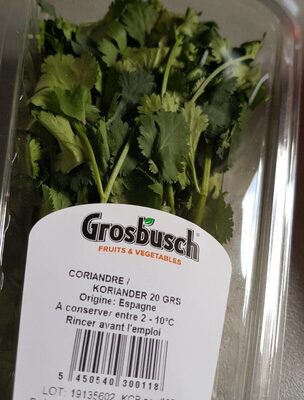 Grosbusch
FRUITS & VEGETABLES
CORIANDRE /
KORIANDER 20 GRS
Origine: Espagne
A conserver entre 2 - 10°C
Rincer avant l'emploi
5 450540 300118
LOT: 19135602